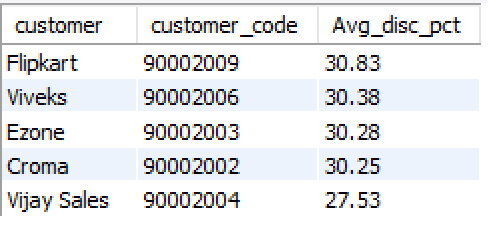 customer customer_code Avg_disc_pct
Flipkart 90002009 30.83
Viveks 90002006 30.38
Ezone 90002003 30.28
Croma 90002002 30.25
Vijay Sales 90002004 27.53